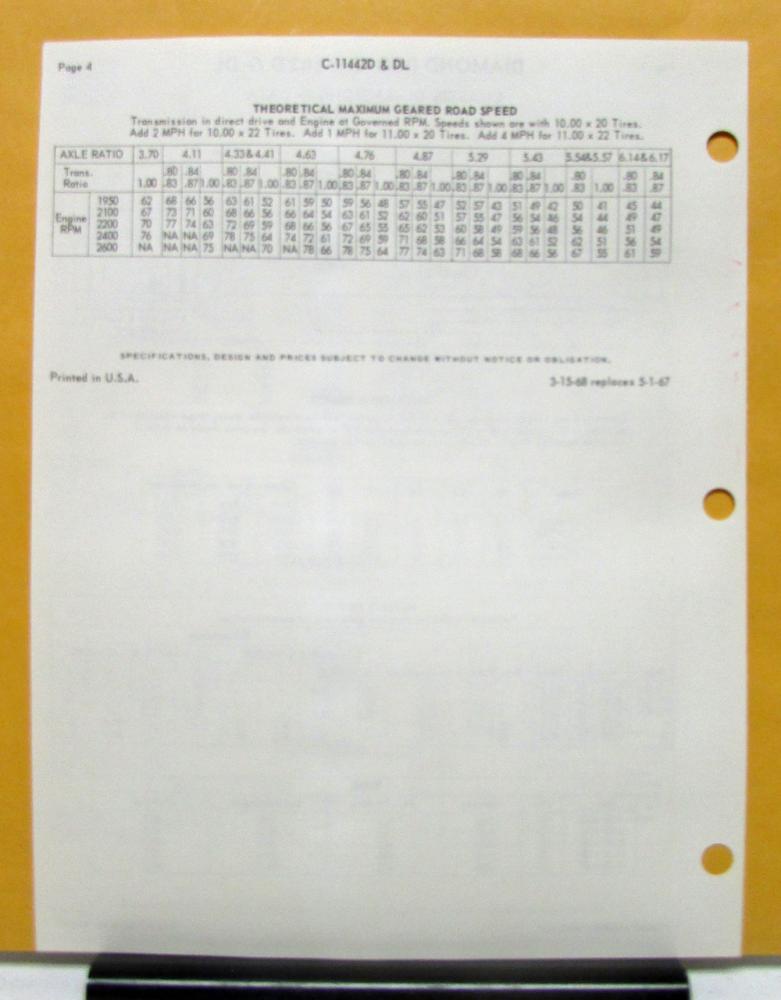 Page 4
C-11442D & DL
THEORETICAL MAXIMUM GEARED ROAD SPEED
Transmission in direct drive and Engine at Governed RPM. Speeds shown are with 10.00 x 20 Tires.
Add 2 MPH for 10.00 x 22 Tires. Add 1 MPH for 11.00 x 20 Tires. Add 4 MPH for 11.00 x 22 Tires.
AXLE RATIO 3.70 4.11 4.33&4.41 4.63 4.76 4.87 5.29 5.43 5.54&5.57 6.14&6.17
Trans. .80 .84 .80 .84 .80 .84 .80 .84 .80 .84 .80 .84 .80 .84
Ratio 1.00 .83 .87 1.00 .83 .87 1.00 .83 .87 1.00 .83 .87 1.00 .83 .87 1.00 .83 .87 1.00 .83 .87 1.00 .83 1.00 .83 .87
1950 62 68 66 56 63 61 52 61 59 50 59 56 48 57 55 47 52 57 43 51 49 42 50 41 45 44
Engine 2100 67 73 71 60 68 66 56 66 64 54 63 61 52 62 60 51 57 55 47 56 54 46 54 44 49 47
RPM 2200 70 77 74 63 72 69 59 68 66 56 67 65 55 65 62 53 60 58 49 59 56 48 56 46 51 49
2400 76 NA NA 69 78 75 64 74 72 61 72 69 59 71 68 58 66 64 54 63 61 52 62 51 56 54
2600 NA NA NA 75 NA NA 70 NA 78 66 78 75 64 77 74 63 71 68 58 68 66 56 67 55 61 59
SPECIFICATIONS, DESIGN AND PRICES SUBJECT TO CHANGE WITHOUT NOTICE OR OBLIGATION.
Printed in U.S.A.
3-15-68 replaces 5-1-67